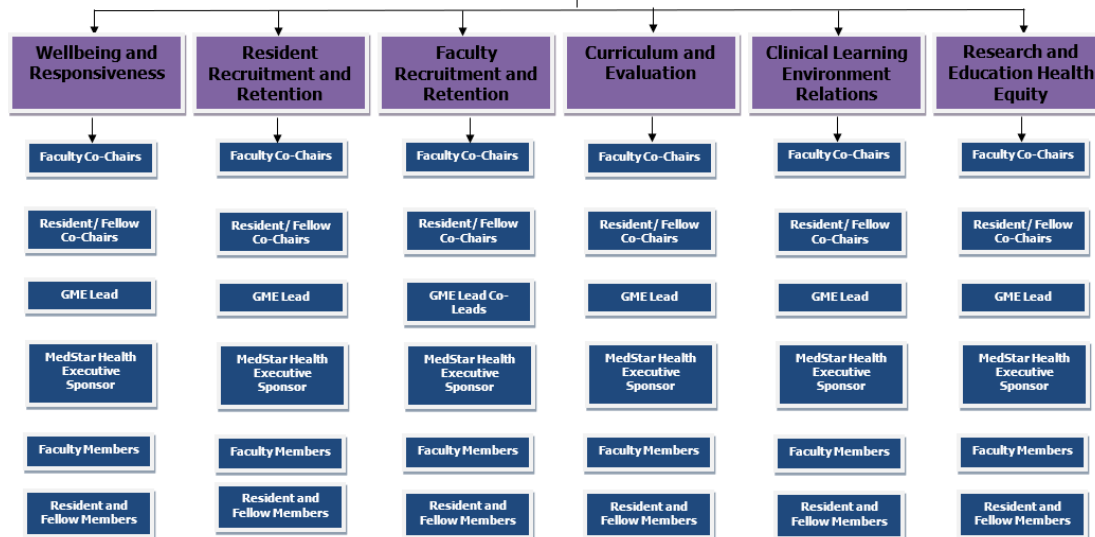 Wellbeing and
Responsiveness
Resident
Recruitment and
Retention
Faculty
Recruitment and
Retention
Curriculum and
Evaluation
Clinical Learning
Environment
Relations
Research and
Education Health
Equity
Faculty Co-Chairs
Faculty Co-Chairs
Faculty Co-Chairs
Faculty Co-Chairs
Faculty Co-Chairs
Faculty Co-Chairs
Resident/ Fellow
Co-Chairs
Resident/ Fellow
Co-Chairs
Resident/ Fellow
Co-Chairs
Resident/ Fellow
Co-Chairs
Resident/ Fellow
Co-Chairs
Resident/ Fellow
Co-Chairs
GME Lead
GME Lead
GME Lead Co-
Leads
GME Lead
GME Lead
GME Lead
MedStar Health
Executive
Sponsor
MedStar Health
Executive
Sponsor
MedStar Health
Executive
Sponsor
MedStar Health
Executive
Sponsor
MedStar Health
Executive
Sponsor
MedStar Health
Executive
Sponsor
Faculty Members
Faculty Members
Faculty Members
Faculty Members
Faculty Members
Faculty Members
Resident and
Fellow Members
Resident and
Fellow Members
Resident and
Fellow Members
Resident and
Fellow Members
Resident and
Fellow Members
Resident and
Fellow Members